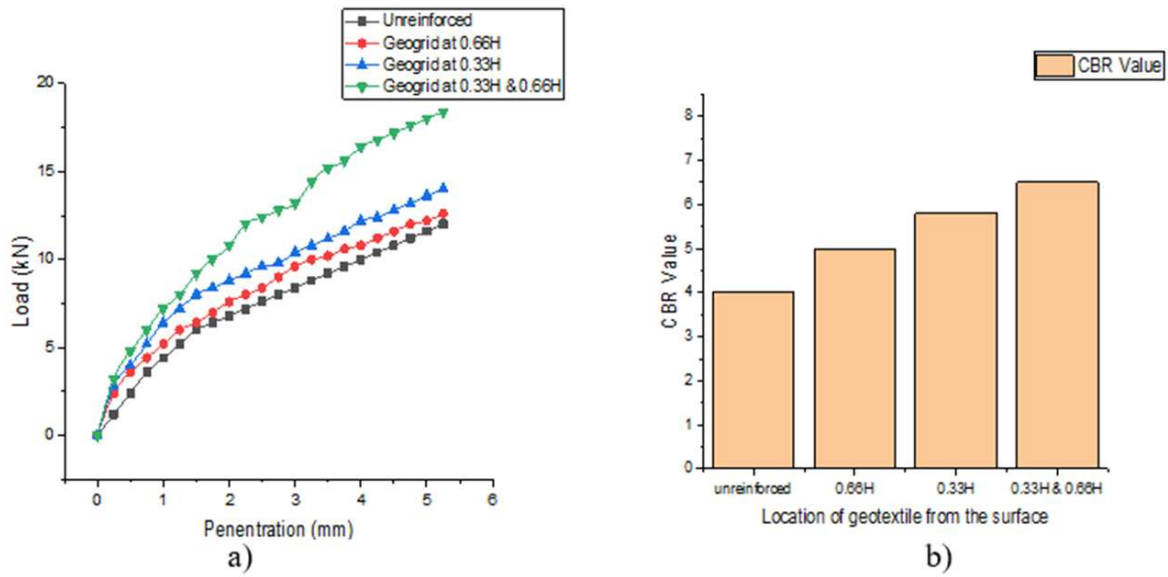 Unreinforced
Geogrid at 0.66H
Geogrid at 0.33H
Geogrid at 0.33H & 0.66H
20
15
10
5
0
Load (kN)
0 1 2 3 4 5 6
Penentration (mm)
a)
CBR Value
8
7
6
5
4
3
2
1
0
CBR Value
unreinforced 0.66H 0.33H 0.33H & 0.66H
Location of geotextile from the surface
b)